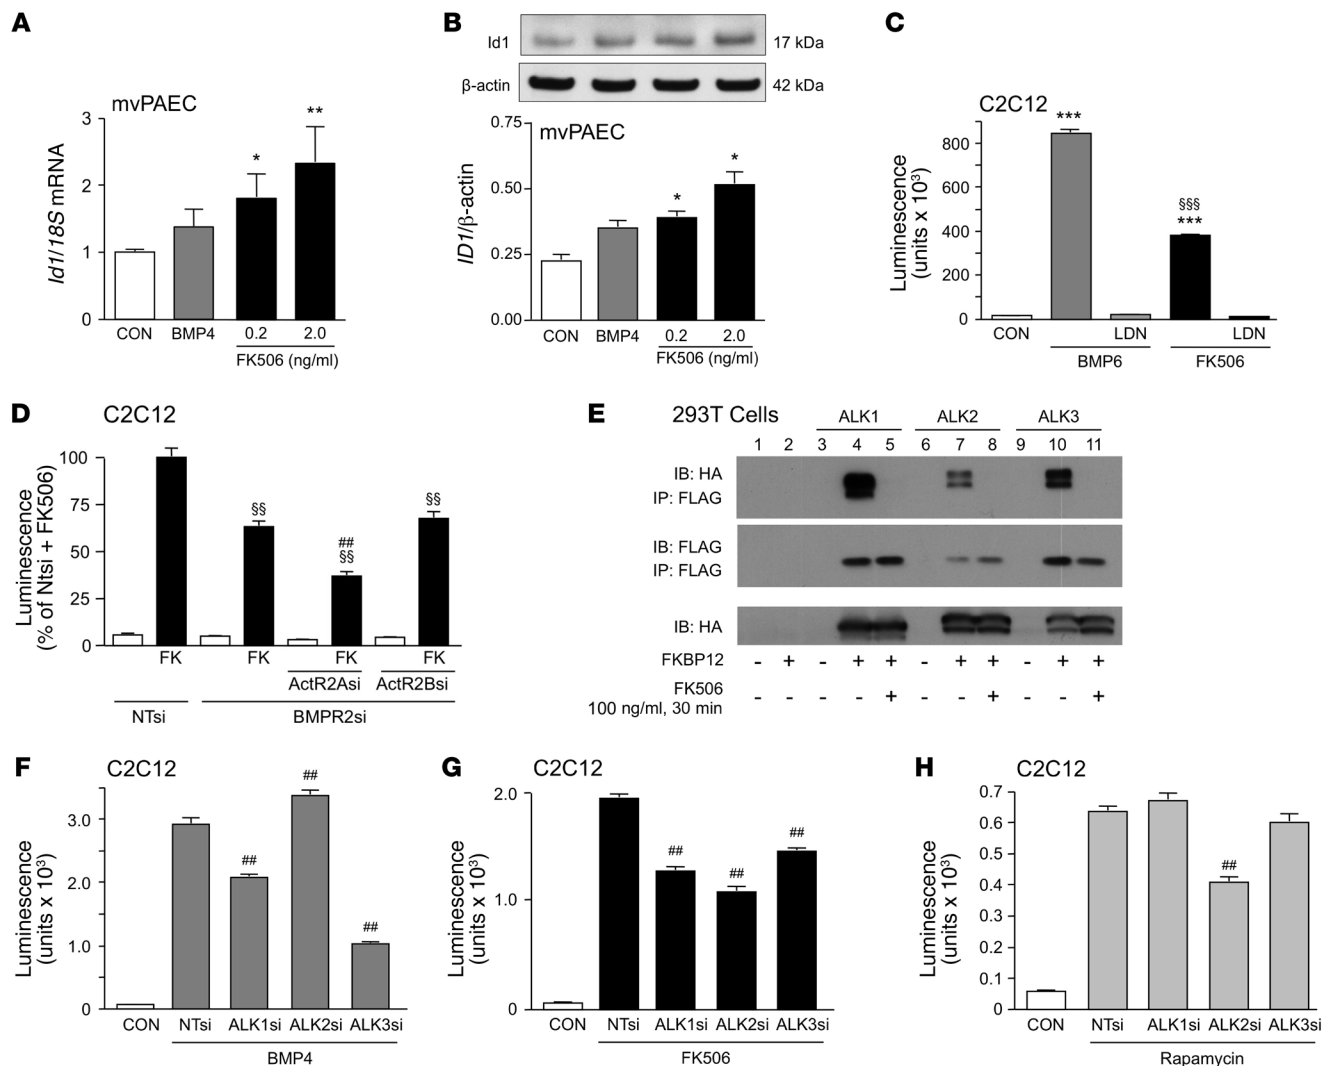 A
mvPAEC
Id1/18S mRNA
3
2
1
0
*
**
CON
BMP4
0.2
2.0
FK506 (ng/ml)
B
Id1
17 kDa
β-actin
42 kDa
mvPAEC
ID1/β-actin
0.75
0.50
0.25
0.00
*
*
CON
BMP4
0.2
2.0
FK506 (ng/ml)
C
C2C12
Luminescence
(units x 10³)
800
600
400
200
0
***
§§§
***
CON
LDN
LDN
BMP6
FK506
D
C2C12
Luminescence
(% of Ntsi + FK506)
100
75
50
25
0
§§
##
§§
§§
FK
FK
FK
FK
ActR2Asi
ActR2Bsi
NTsi
BMPR2si
E
293T Cells
ALK1
ALK2
ALK3
1 2 3 4 5 6 7 8 9 10 11
IB: HA
IP: FLAG
IB: FLAG
IP: FLAG
IB: HA
FKBP12 - + - + + - + + - + +
FK506
100 ng/ml, 30 min
- - - - + - - + - - +
F
C2C12
Luminescence
(units x 10³)
3.0
2.0
1.0
0
##
##
##
CON
NTsi
ALK1si
ALK2si
ALK3si
BMP4
G
C2C12
Luminescence
(units x 10³)
2.0
1.0
0
##
##
##
CON
NTsi
ALK1si
ALK2si
ALK3si
FK506
H
C2C12
Luminescence
(units x 10³)
0.7
0.6
0.5
0.4
0.3
0.2
0.1
0
##
CON
NTsi
ALK1si
ALK2si
ALK3si
Rapamycin